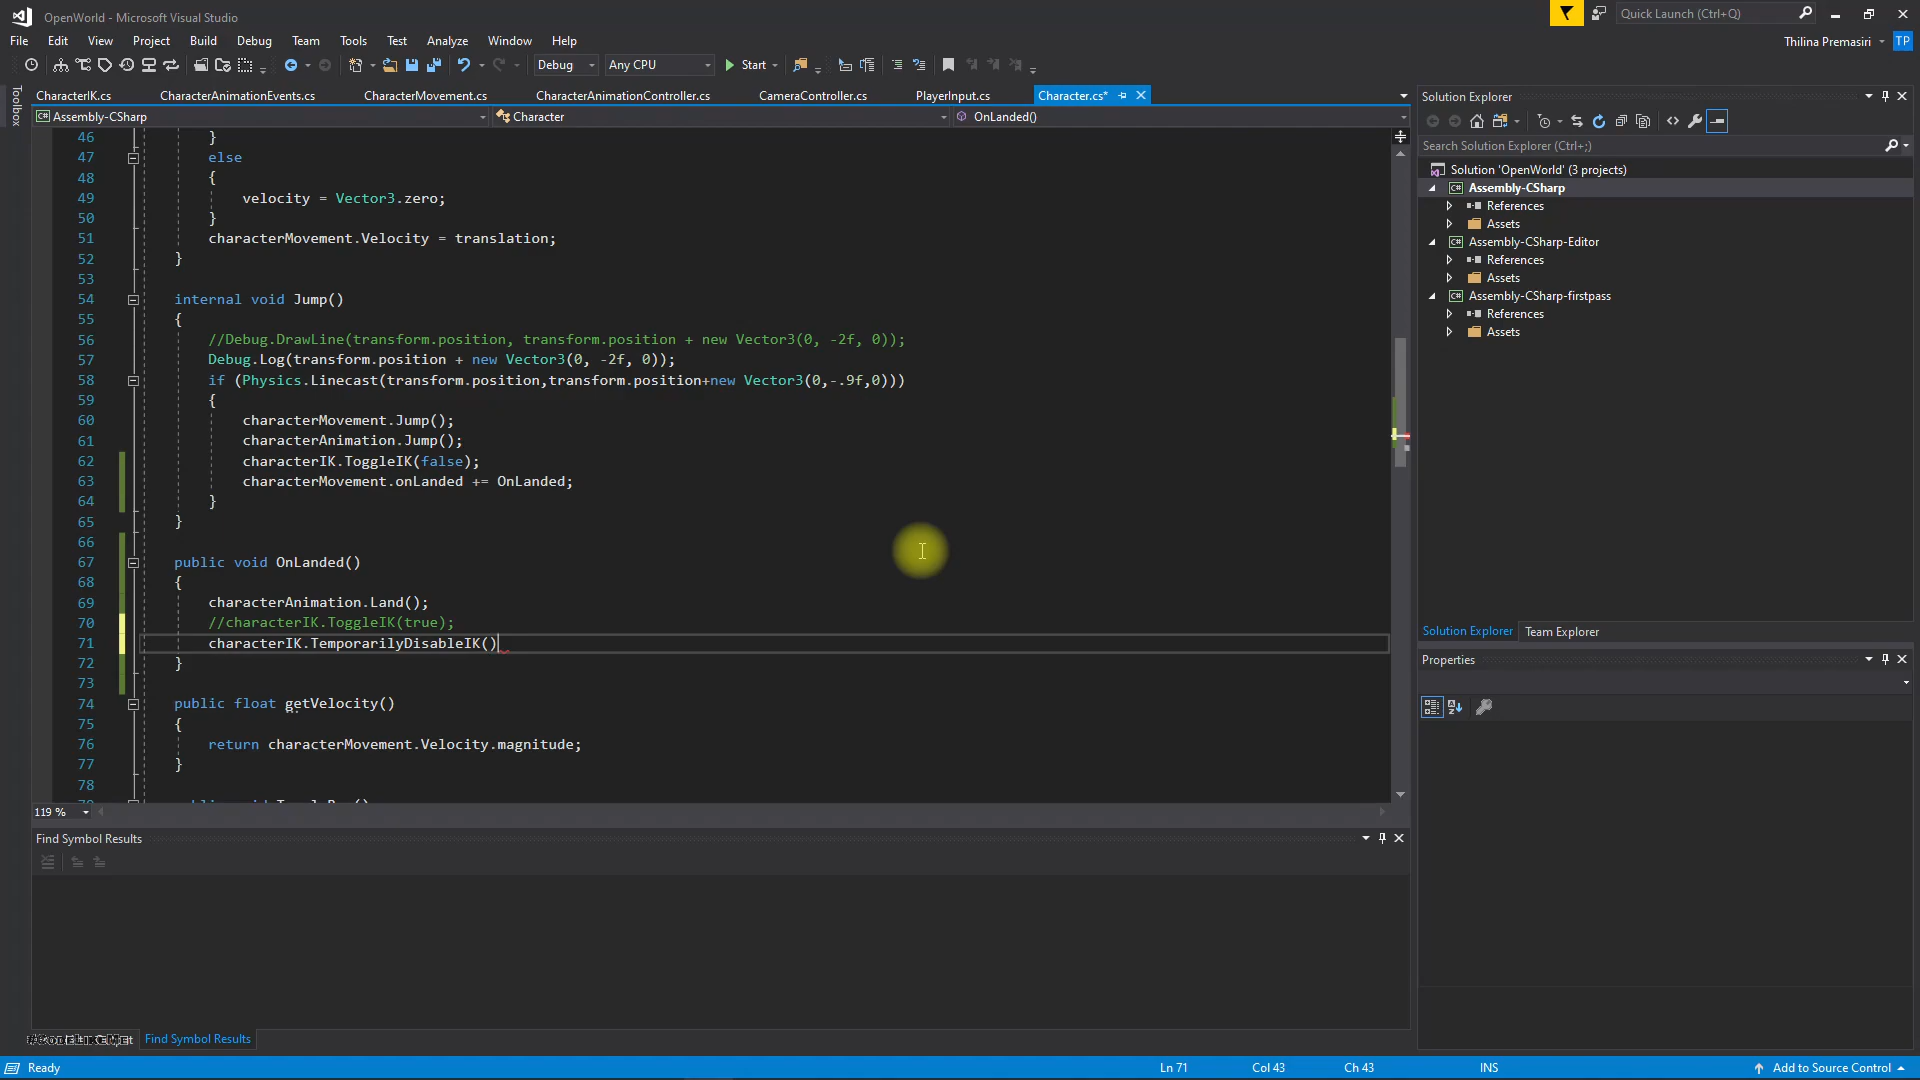 OpenWorld - Microsoft Visual Studio
Quick Launch (Ctrl+Q)
File Edit View Project Build Debug Team Tools Test Analyze Window Help
Thilina Premasiri TP
Debug Any CPU Start
Toolbox
CharacterIK.cs CharacterAnimationEvents.cs CharacterMovement.cs CharacterAnimationController.cs CameraController.cs PlayerInput.cs Character.cs*
Assembly-CSharp Character OnLanded()
46 }
47 else
48 {
49 velocity = Vector3.zero;
50 }
51 characterMovement.Velocity = translation;
52 }
53
54 internal void Jump()
55 {
56 //Debug.DrawLine(transform.position, transform.position + new Vector3(0, -2f, 0));
57 Debug.Log(transform.position + new Vector3(0, -2f, 0));
58 if (Physics.Linecast(transform.position,transform.position+new Vector3(0,-.9f,0)))
59 {
60 characterMovement.Jump();
61 characterAnimation.Jump();
62 characterIK.ToggleIK(false);
63 characterMovement.onLanded += OnLanded;
64 }
65 }
66
67 public void OnLanded()
68 {
69 characterAnimation.Land();
70 //characterIK.ToggleIK(true);
71 characterIK.TemporarilyDisableIK()
72 }
73
74 public float getVelocity()
75 {
76 return characterMovement.Velocity.magnitude;
77 }
78
119 %
Find Symbol Results
Find Symbol Results
Solution Explorer
Search Solution Explorer (Ctrl+;)
Solution 'OpenWorld' (3 projects)
Assembly-CSharp
References
Assets
Assembly-CSharp-Editor
References
Assets
Assembly-CSharp-firstpass
References
Assets
Solution Explorer Team Explorer
Properties
Ready Ln 71 Col 43 Ch 43 INS Add to Source Control